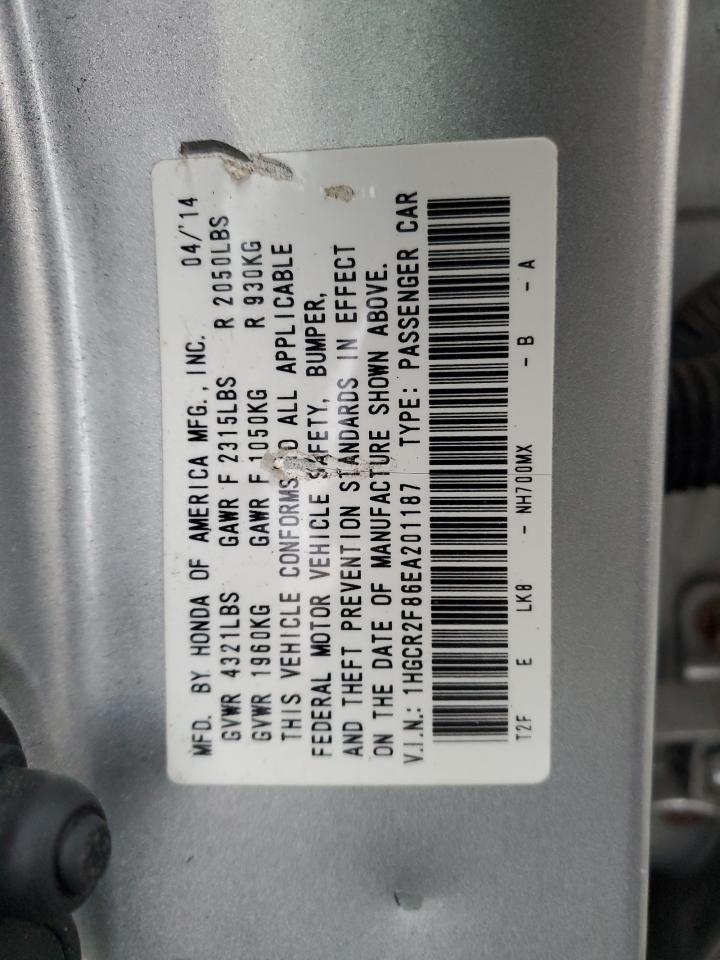 MFD. BY HONDA OF AMERICA MFG., INC. 04/'14
GVWR 4321LBS GAWR F 2315LBS R 2050LBS
GVWR 1960KG GAWR F 1050KG R 930KG
THIS VEHICLE CONFORMS TO ALL APPLICABLE
FEDERAL MOTOR VEHICLE SAFETY, BUMPER,
AND THEFT PREVENTION STANDARDS IN EFFECT
ON THE DATE OF MANUFACTURE SHOWN ABOVE.
V.I.N.: 1HGCR2F86EA201187 TYPE: PASSENGER CAR
T2F E LK8 - NH700MX - B - A